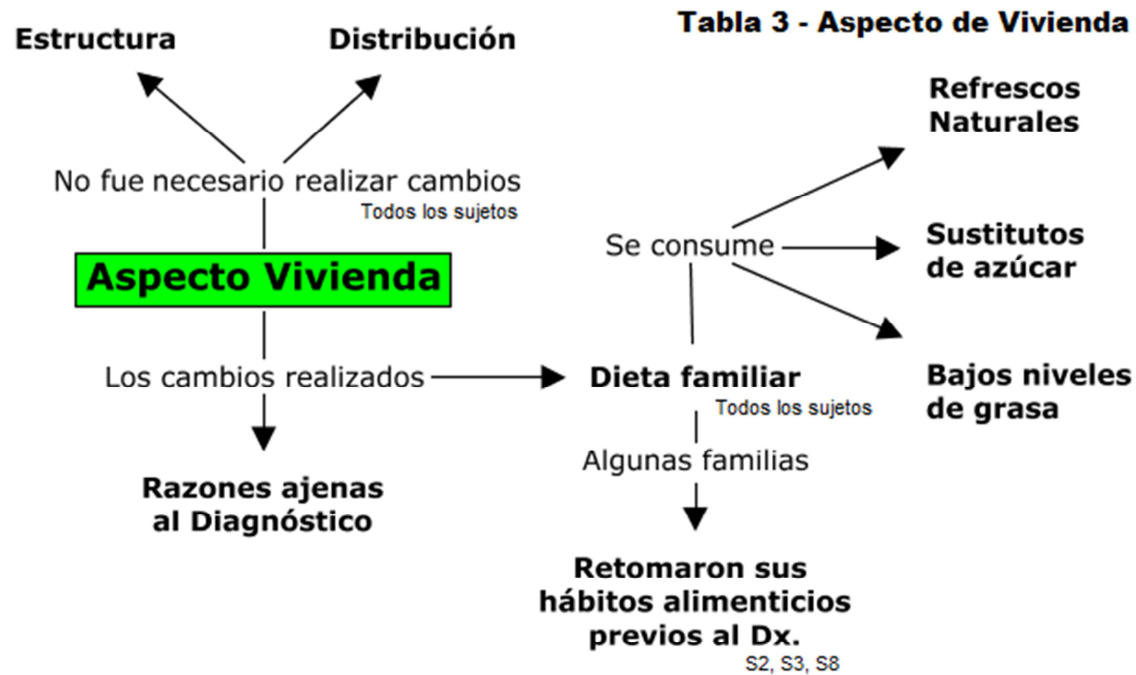 Tabla 3 - Aspecto de Vivienda
Estructura
Distribución
No fue necesario realizar cambios
Todos los sujetos
Aspecto Vivienda
Los cambios realizados
Razones ajenas
al Diagnóstico
Dieta familiar
Todos los sujetos
Se consume
Refrescos
Naturales
Sustitutos
de azúcar
Bajos niveles
de grasa
Algunas familias
Retomaron sus
hábitos alimenticios
previos al Dx.
S2, S3, S8